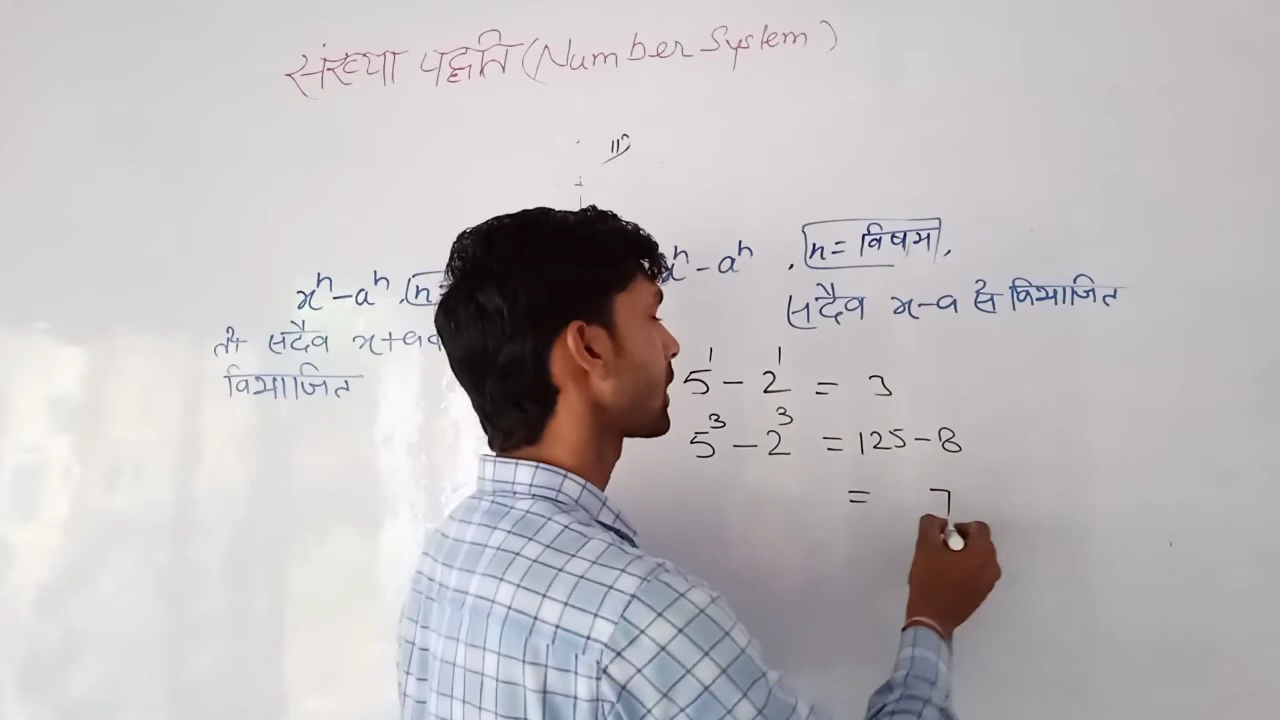 संख्या पद्धति (Number System)
11
xⁿ - aⁿ, n
तो सदैव x+a
विभाजित
xⁿ - aⁿ , n = विषम,
सदैव x-a से विभाजित
5¹ - 2¹ = 3
5³ - 2³ = 125 - 8
= 7